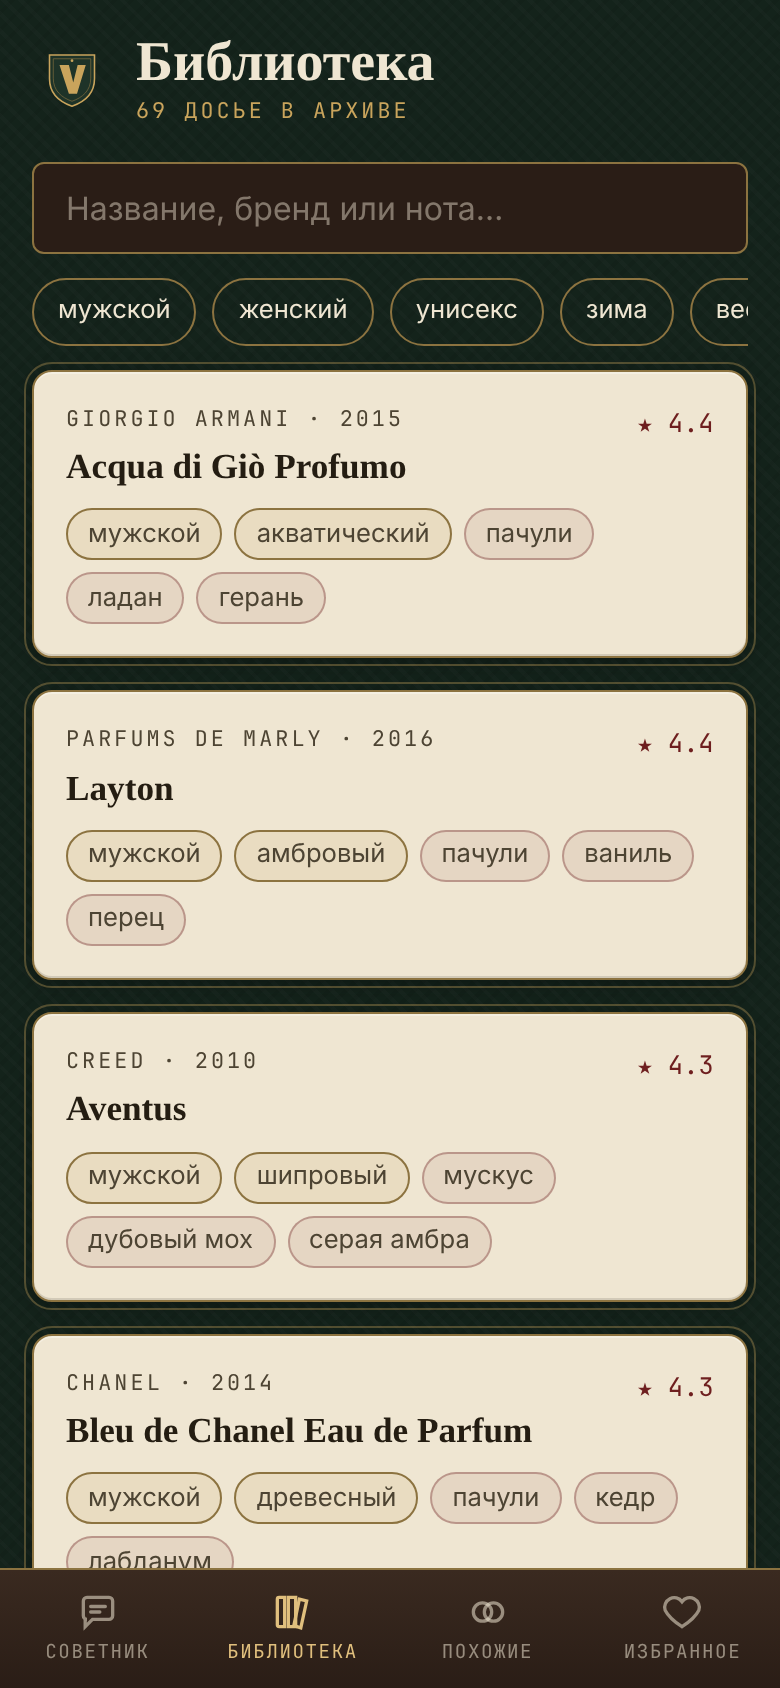 V
Библиотека
69 ДОСЬЕ В АРХИВЕ
Название, бренд или нота...
мужской женский унисекс зима вес
GIORGIO ARMANI · 2015 ★ 4.4
Acqua di Giò Profumo
мужской акватический пачули
ладан герань
PARFUMS DE MARLY · 2016 ★ 4.4
Layton
мужской амбровый пачули ваниль
перец
CREED · 2010 ★ 4.3
Aventus
мужской шипровый мускус
дубовый мох серая амбра
CHANEL · 2014 ★ 4.3
Bleu de Chanel Eau de Parfum
мужской древесный пачули кедр
лабданум
СОВЕТНИК БИБЛИОТЕКА ПОХОЖИЕ ИЗБРАННОЕ